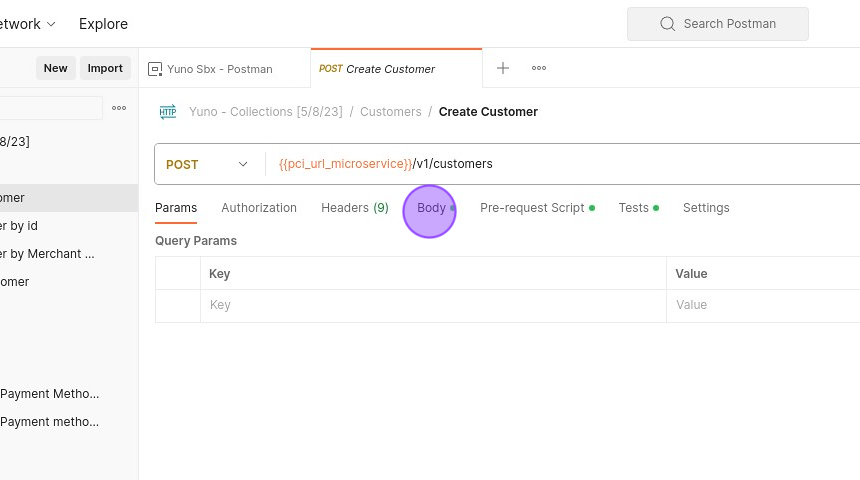 etwork Explore Search Postman
New Import Yuno Sbx - Postman POST Create Customer
HTTP Yuno - Collections [5/8/23] / Customers / Create Customer
8/23]
POST {{pci_url_microservice}}/v1/customers
omer
Params Authorization Headers (9) Body Pre-request Script Tests Settings
er by id
Query Params
er by Merchant ...
Key Value
omer
Key Value
Payment Metho...
Payment metho...